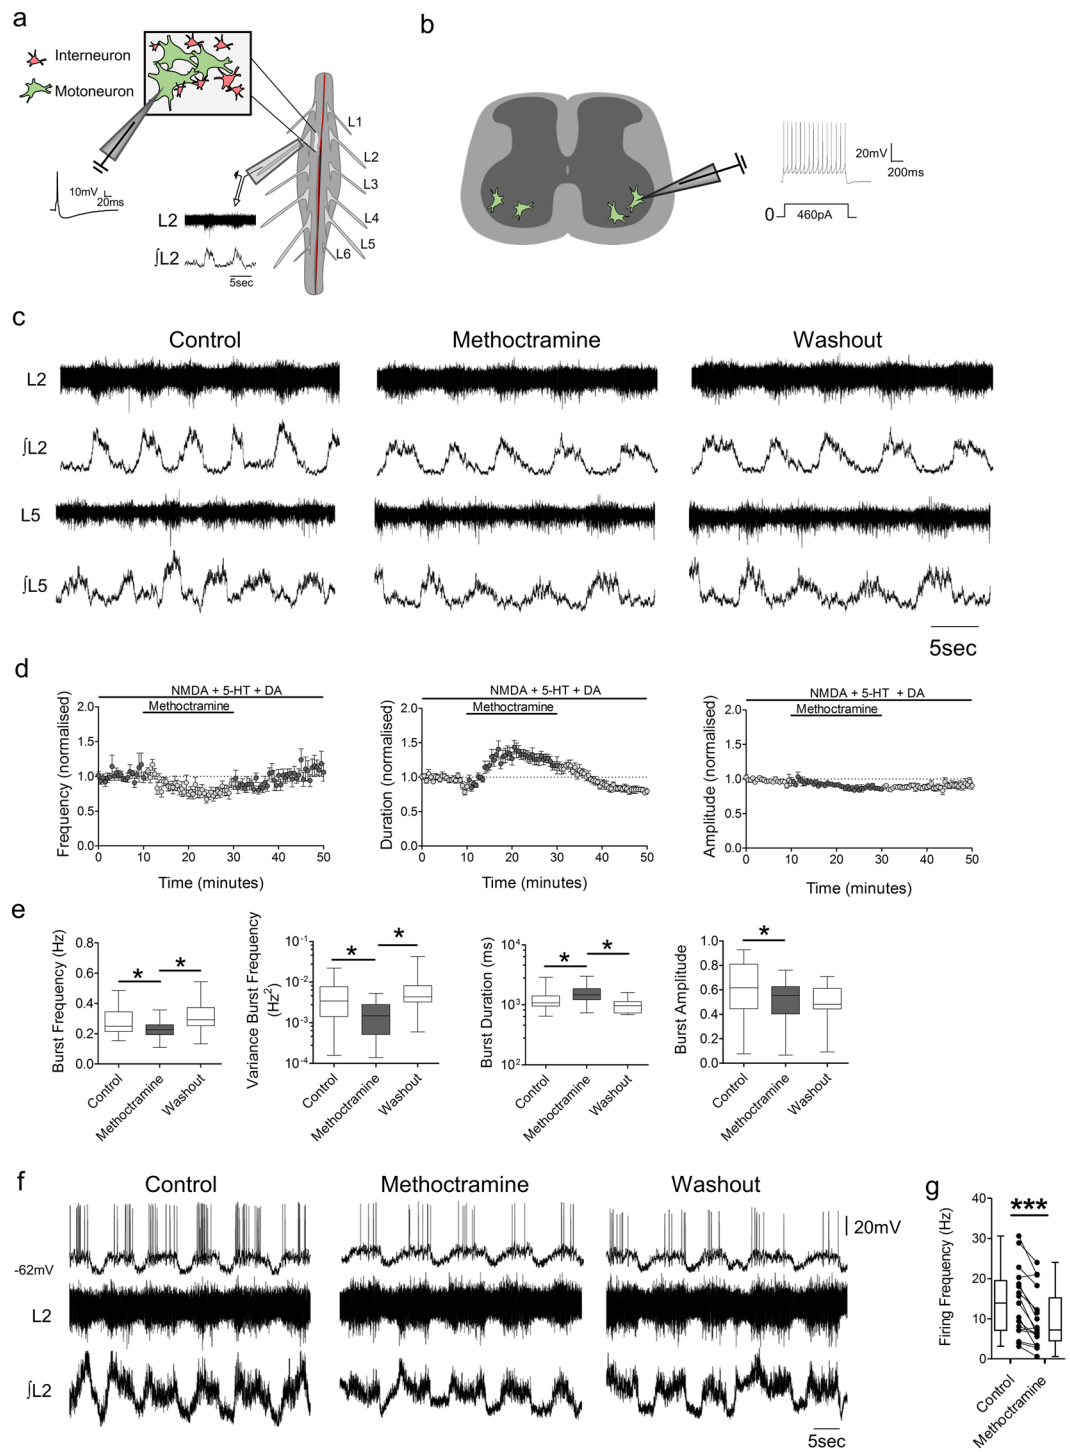 a
Interneuron
Motoneuron
10mV
20ms
L1
L2
L3
L4
L5
L6
L2
∫L2
5sec
b
20mV
200ms
0
460pA
c
Control Methoctramine Washout
L2
∫L2
L5
∫L5
5sec
d
NMDA + 5-HT + DA
Methoctramine
Frequency (normalised)
2.0
1.5
1.0
0.5
0.0
0 10 20 30 40 50
Time (minutes)
NMDA + 5-HT + DA
Methoctramine
Duration (normalised)
2.0
1.5
1.0
0.5
0.0
0 10 20 30 40 50
Time (minutes)
NMDA + 5-HT + DA
Methoctramine
Amplitude (normalised)
2.0
1.5
1.0
0.5
0.0
0 10 20 30 40 50
Time (minutes)
e
Burst Frequency (Hz)
0.8
0.6
0.4
0.2
0.0
* *
Control Methoctramine Washout
Variance Burst Frequency
(Hz²)
10⁻¹
10⁻²
10⁻³
10⁻⁴
* *
Control Methoctramine Washout
Burst Duration (ms)
10⁴
10³
10²
* *
Control Methoctramine Washout
Burst Amplitude
1.0
0.8
0.6
0.4
0.2
0.0
*
Control Methoctramine Washout
f
Control Methoctramine Washout
20mV
-62mV
L2
∫L2
5sec
g
Firing Frequency (Hz)
40
30
20
10
0
***
Control Methoctramine